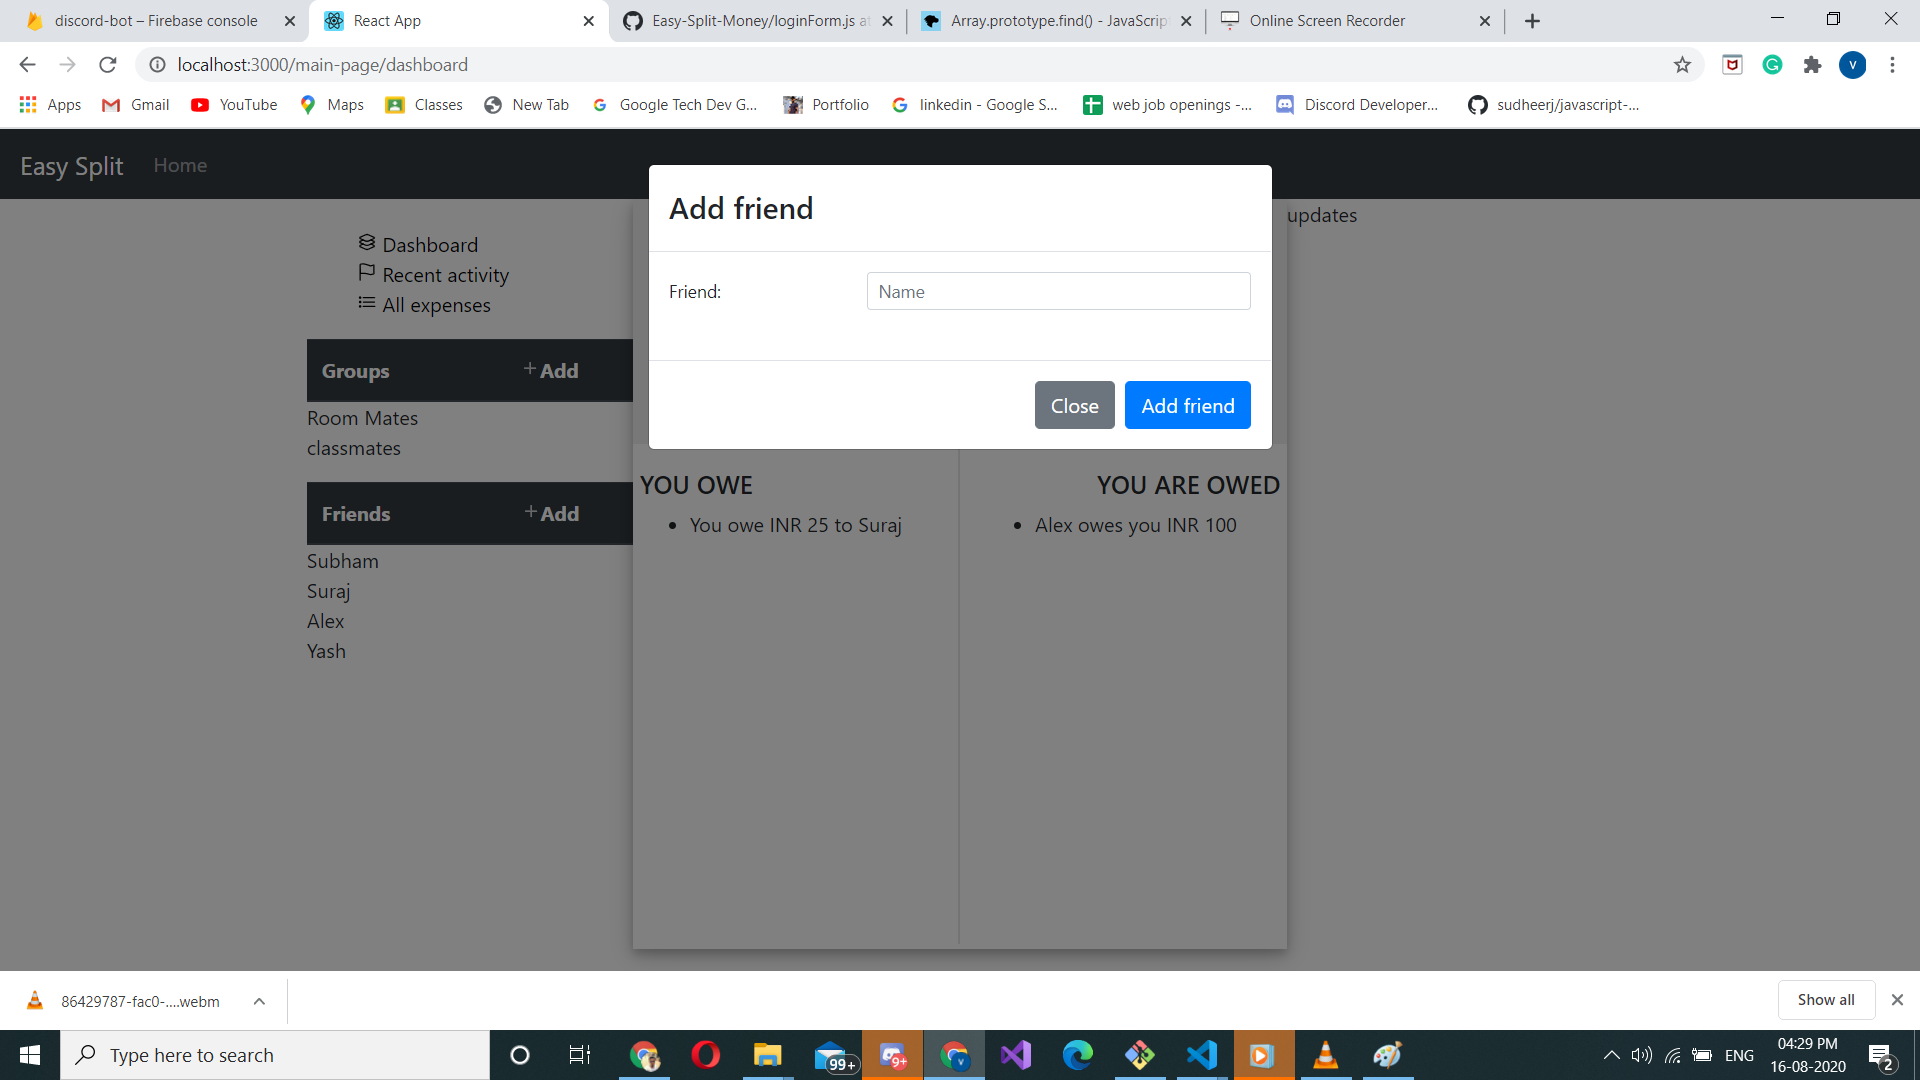 discord-bot – Firebase console
React App
Easy-Split-Money/loginForm.js at
Array.prototype.find() - JavaScrip
Online Screen Recorder
localhost:3000/main-page/dashboard
V
Apps
Gmail
YouTube
Maps
Classes
New Tab
Google Tech Dev G...
Portfolio
linkedin - Google S...
web job openings -...
Discord Developer...
sudheerj/javascript-...
Easy Split
Home
Add friend
Friend:
Name
Close
Add friend
updates
Dashboard
Recent activity
All expenses
Groups
+ Add
Room Mates
classmates
Friends
+ Add
Subham
Suraj
Alex
Yash
YOU OWE
• You owe INR 25 to Suraj
YOU ARE OWED
• Alex owes you INR 100
86429787-fac0-....webm
Show all
Type here to search
99+
9+
V
ENG
04:29 PM
16-08-2020
2